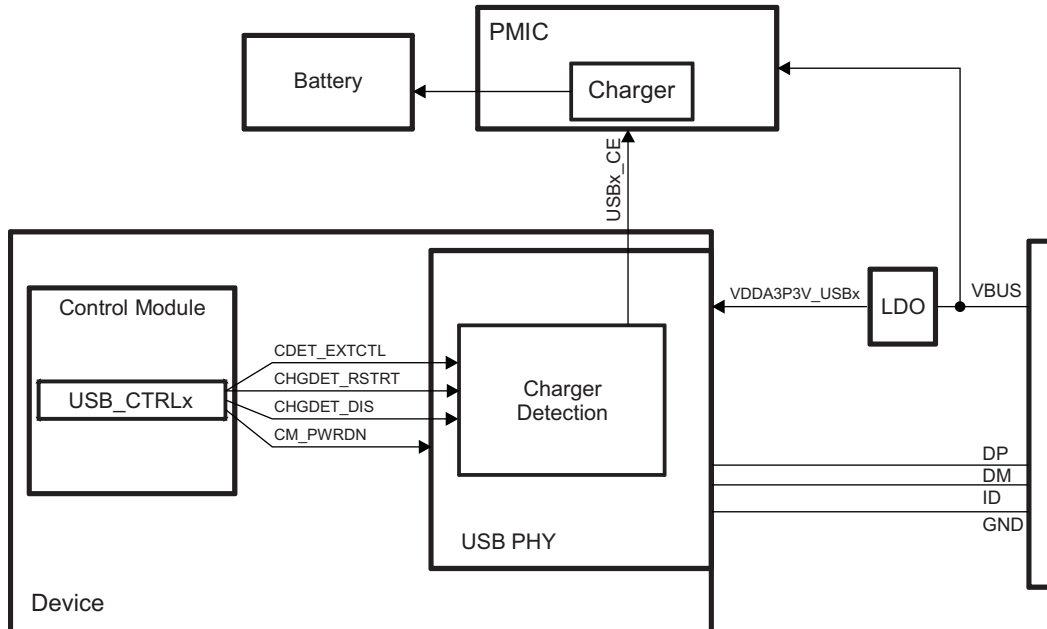 PMIC
Battery
Charger
USBx_CE
Control Module
VDDA3P3V_USBx
LDO
VBUS
USB_CTRLx
CDET_EXTCTL
CHGDET_RSTRT
CHGDET_DIS
CM_PWRDN
Charger
Detection
DP
DM
ID
GND
USB PHY
Device